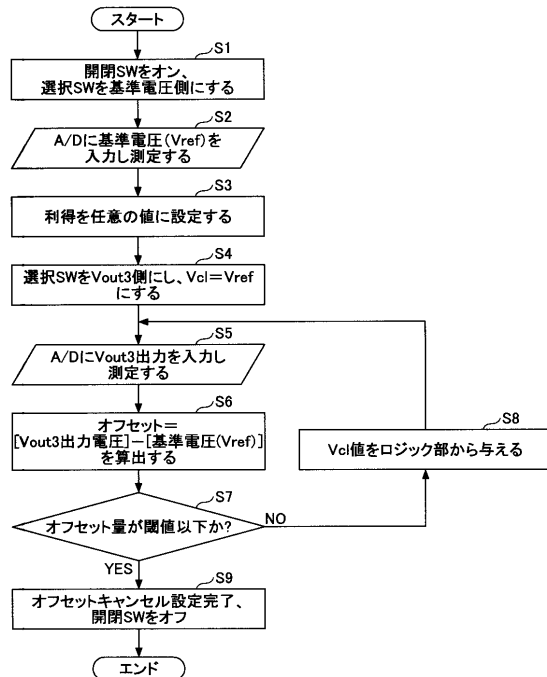 スタート
S1
開閉SWをオン、
選択SWを基準電圧側にする
S2
A/Dに基準電圧(Vref)を
入力し測定する
S3
利得を任意の値に設定する
S4
選択SWをVout3側にし、Vcl=Vref
にする
S5
A/DにVout3出力を入力し
測定する
S6
オフセット=
[Vout3出力電圧]-[基準電圧(Vref)]
を算出する
S8
Vcl値をロジック部から与える
S7
オフセット量が閾値以下か?
NO
YES
S9
オフセットキャンセル設定完了、
開閉SWをオフ
エンド